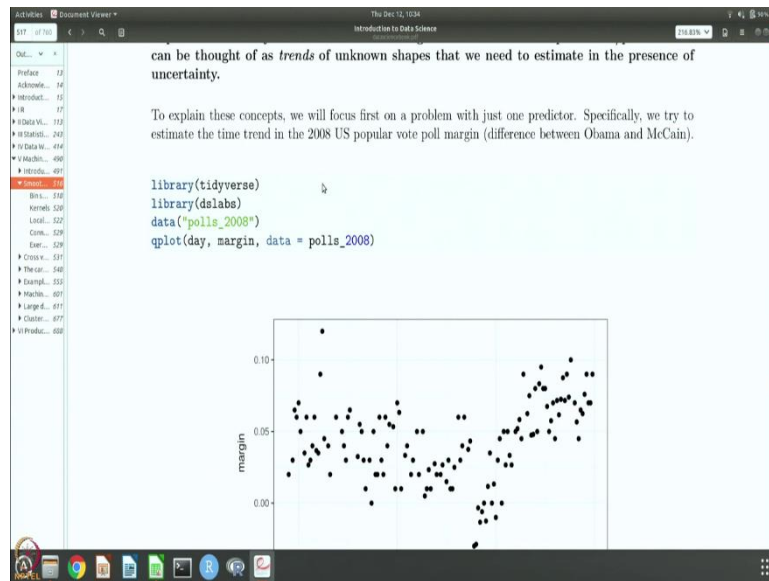 Activities Document Viewer Thu Dec 12, 10:34
Introduction to Data Science
517 of 760
216.83%
90%
Out...
Preface 13
Acknowle... 14
Introduct... 15
I R 17
II Data Vi... 113
III Statisti... 243
IV Data W... 414
V Machin... 490
Introdu... 491
Smoot... 518
Bin s... 518
Kernels 520
Local... 522
Conn... 529
Exer... 529
Cross v... 531
The car... 548
Exampl... 555
Machin... 601
Large d... 611
Cluster... 677
VI Produc... 688
can be thought of as trends of unknown shapes that we need to estimate in the presence of
uncertainty.
To explain these concepts, we will focus first on a problem with just one predictor. Specifically, we try to
estimate the time trend in the 2008 US popular vote poll margin (difference between Obama and McCain).
library(tidyverse)
library(dslabs)
data("polls_2008")
qplot(day, margin, data = polls_2008)
0.10
0.05
0.00
margin
NPTEL